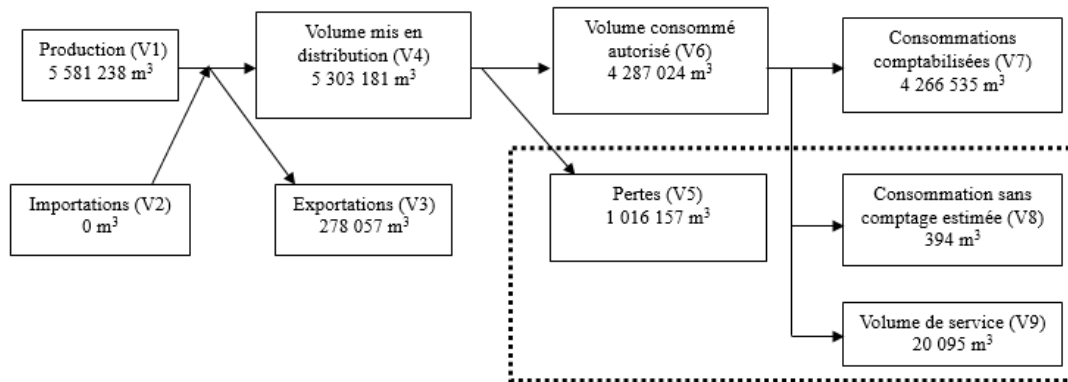 Production (V1)
5 581 238 m³
Volume mis en
distribution (V4)
5 303 181 m³
Volume consommé
autorisé (V6)
4 287 024 m³
Consommations
comptabilisées (V7)
4 266 535 m³
Importations (V2)
0 m³
Exportations (V3)
278 057 m³
Pertes (V5)
1 016 157 m³
Consommation sans
comptage estimée (V8)
394 m³
Volume de service (V9)
20 095 m³